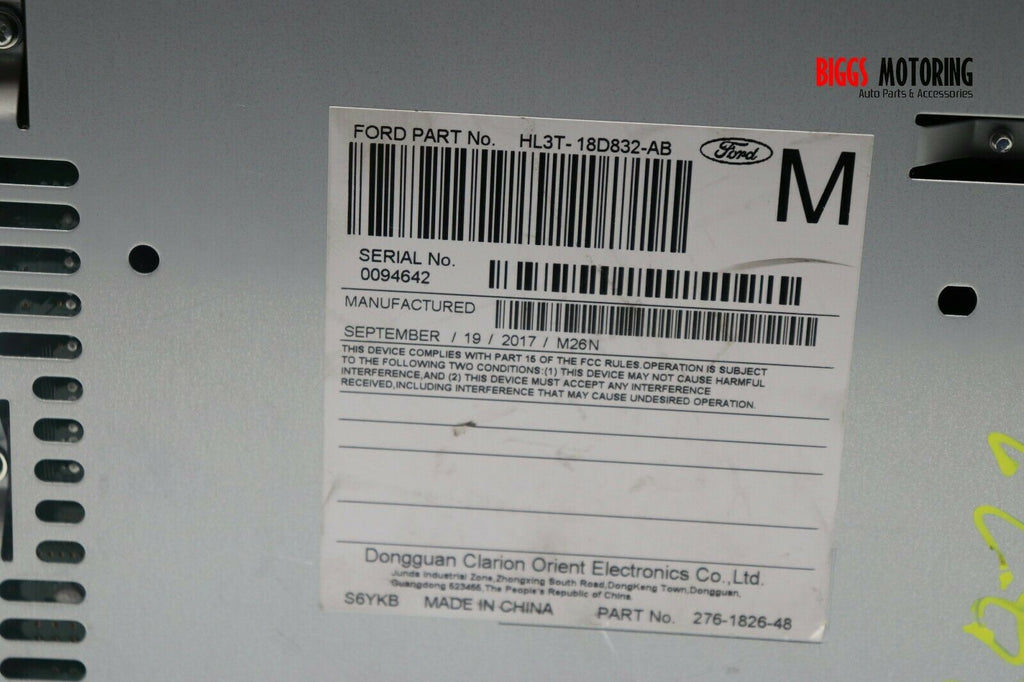 BIGGS MOTORING
Auto Parts & Accessories
FORD PART No. HL3T-18D832-AB
Ford
M
SERIAL No.
0094642
MANUFACTURED
SEPTEMBER / 19 / 2017 / M26N
THIS DEVICE COMPLIES WITH PART 15 OF THE FCC RULES.OPERATION IS SUBJECT
TO THE FOLLOWING TWO CONDITIONS:(1) THIS DEVICE MAY NOT CAUSE HARMFUL
INTERFERENCE,AND (2) THIS DEVICE MUST ACCEPT ANY INTERFERENCE
RECEIVED,INCLUDING INTERFERENCE THAT MAY CAUSE UNDESIRED OPERATION.
Dongguan Clarion Orient Electronics Co.,Ltd.
Junda Industrial Zone,Zhongxing South Road,DongKeng Town,Dongguan,
Guangdong 523455,The People's Republic of China.
S6YKB MADE IN CHINA PART No. 276-1826-48